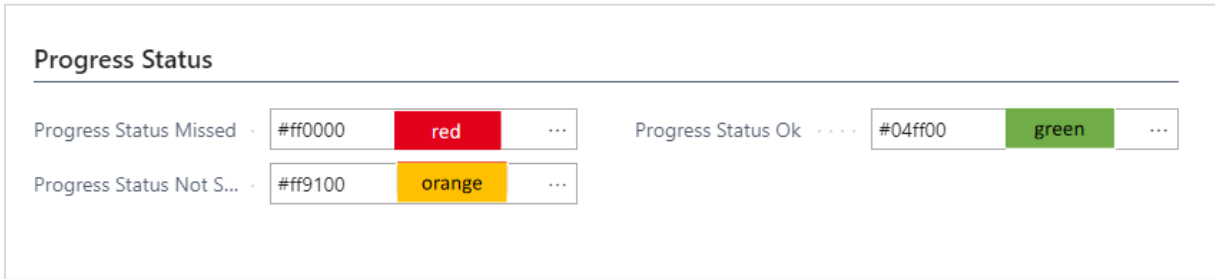 Progress Status
Progress Status Missed · #ff0000 red ...
Progress Status Ok · · · · #04ff00 green ...
Progress Status Not S... · #ff9100 orange ...